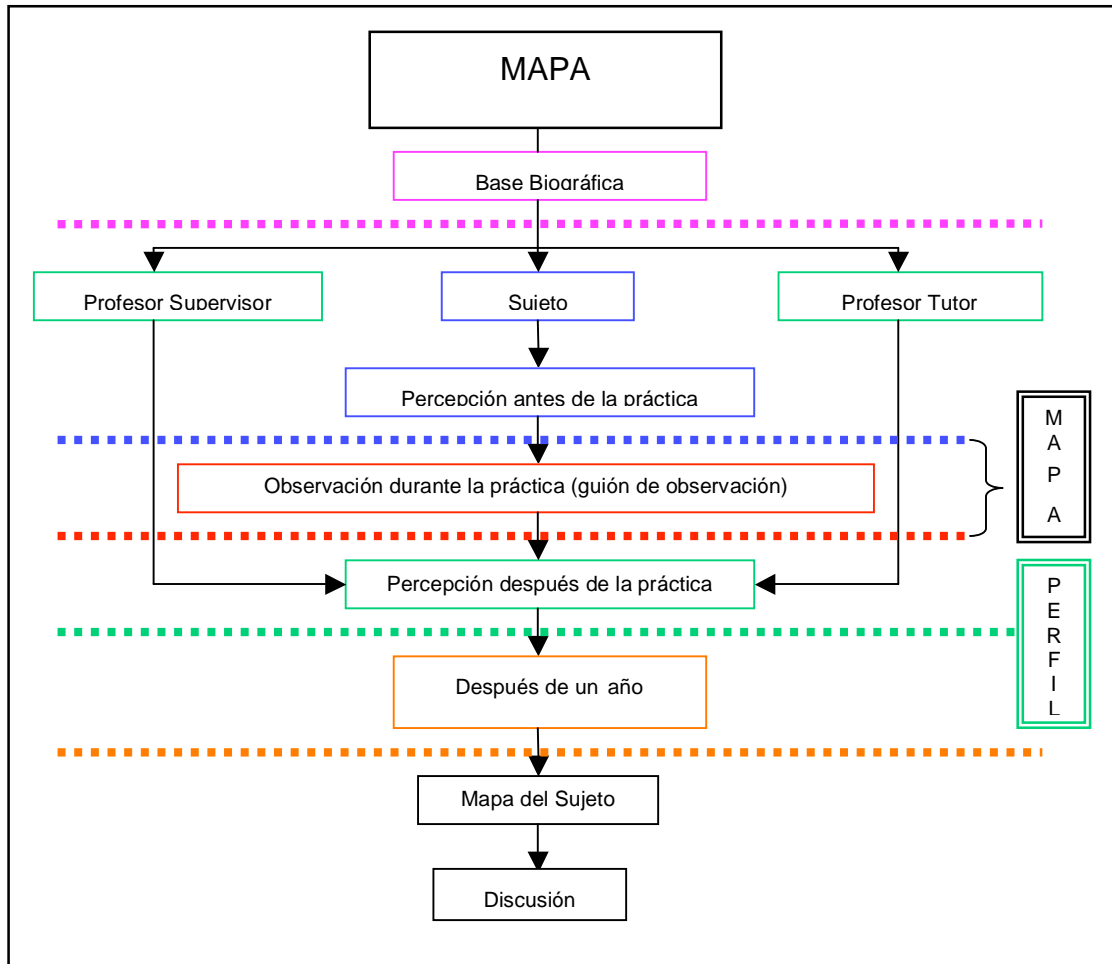 MAPA
Base Biográfica
Profesor Supervisor
Sujeto
Profesor Tutor
Percepción antes de la práctica
M
A
P
A
Observación durante la práctica (guión de observación)
Percepción después de la práctica
P
E
R
F
I
L
Después de un año
Mapa del Sujeto
Discusión